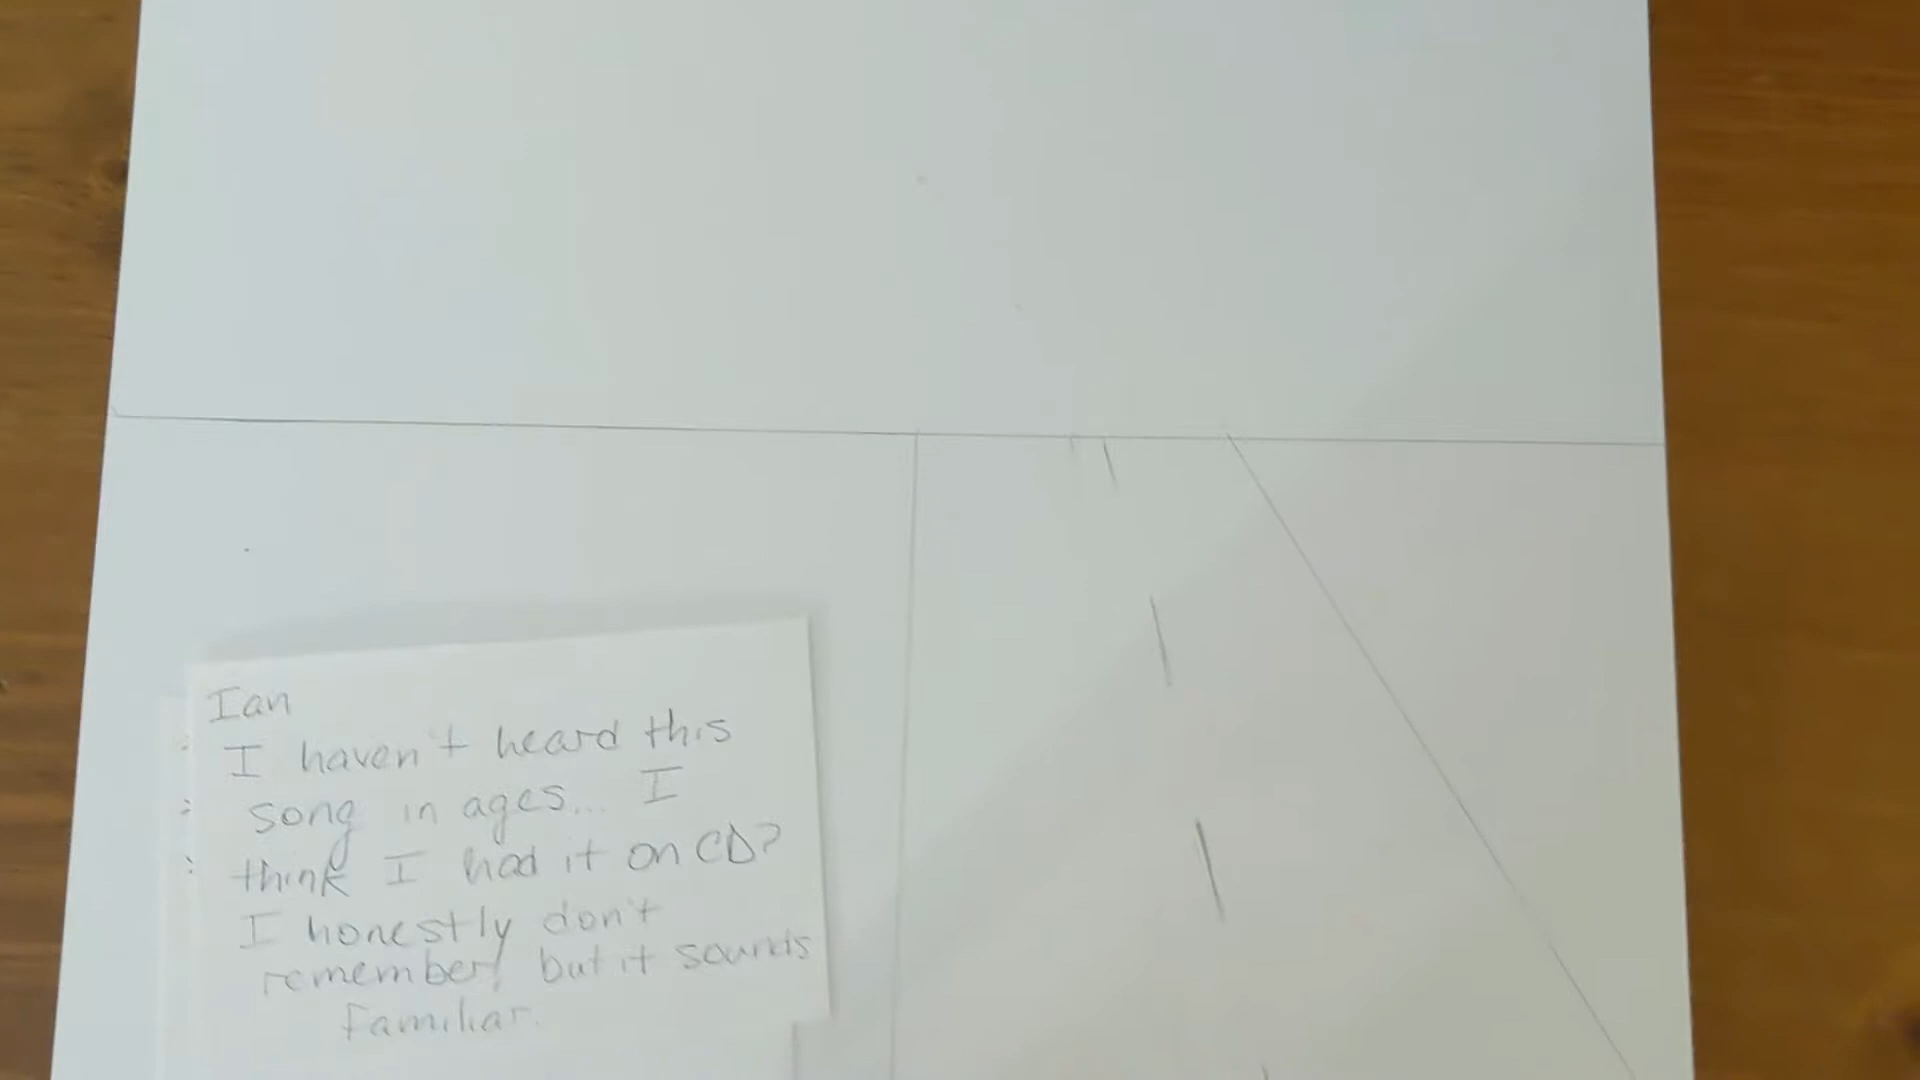 Ian
I haven't heard this
song in ages... I
think I had it on CD?
I honestly don't
remember, but it sounds
familiar.